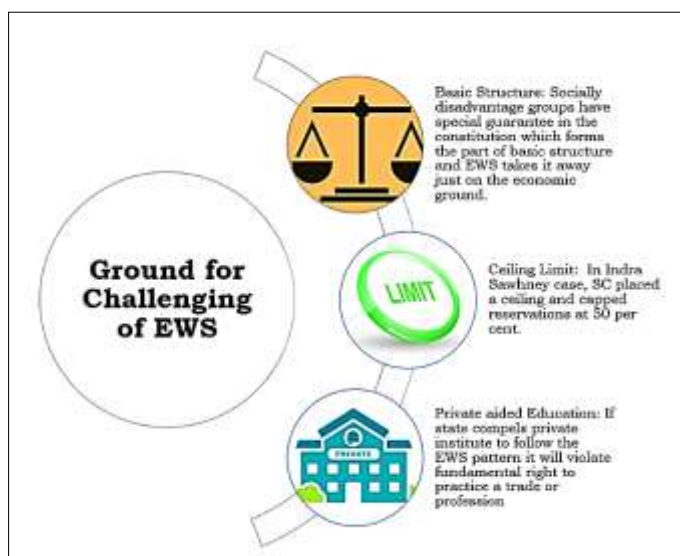 Ground for
Challenging
of EWS
Basic Structure: Socially
disadvantage groups have
special guarantee in the
constitution which forms
the part of basic structure
and EWS takes it away
just on the economic
ground.
LIMIT
Ceiling Limit:  In Indra
Sawhney case, SC placed
a ceiling and capped
reservations at 50 per
cent.
PRIVATE
Private aided Education: If
state compels private
institute to follow the
EWS pattern it will violate
fundamental right to
practice a trade or
profession